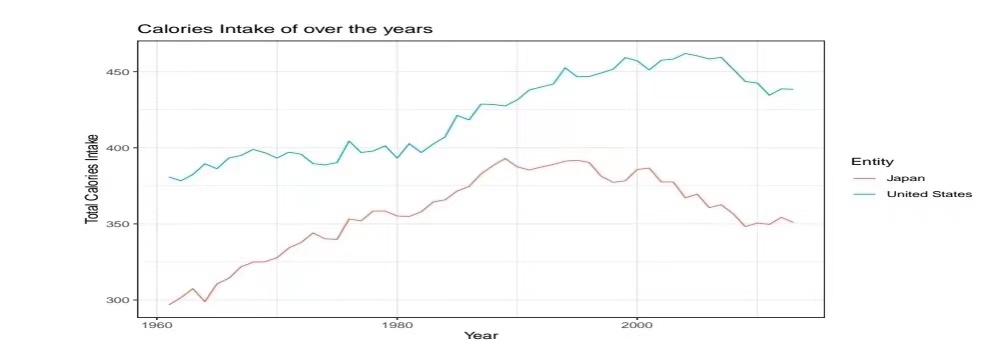 Calories Intake of over the years
Total Calories Intake
450
400
350
300
1960
1980
2000
Year
Entity
Japan
United States